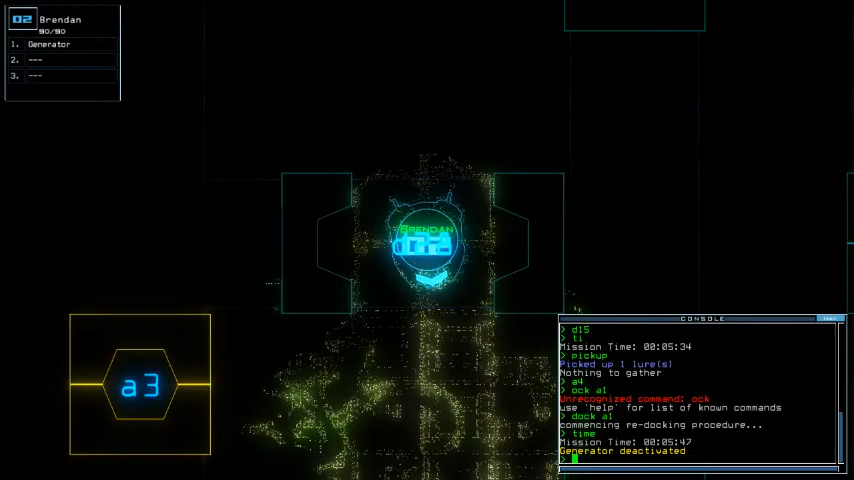 02 Brendan
90/90
1. Generator
2. ---
3. ---
BRENDAN
a3
CONSOLE
> d15
> ti
Mission Time: 00:05:34
> pickup
Picked up 1 lure(s)
Nothing to gather
> a4
> ock a1
Unrecognized command: ock
use 'help' for list of known commands
> dock a1
commencing re-docking procedure...
> time
Mission Time: 00:05:47
Generator deactivated
>